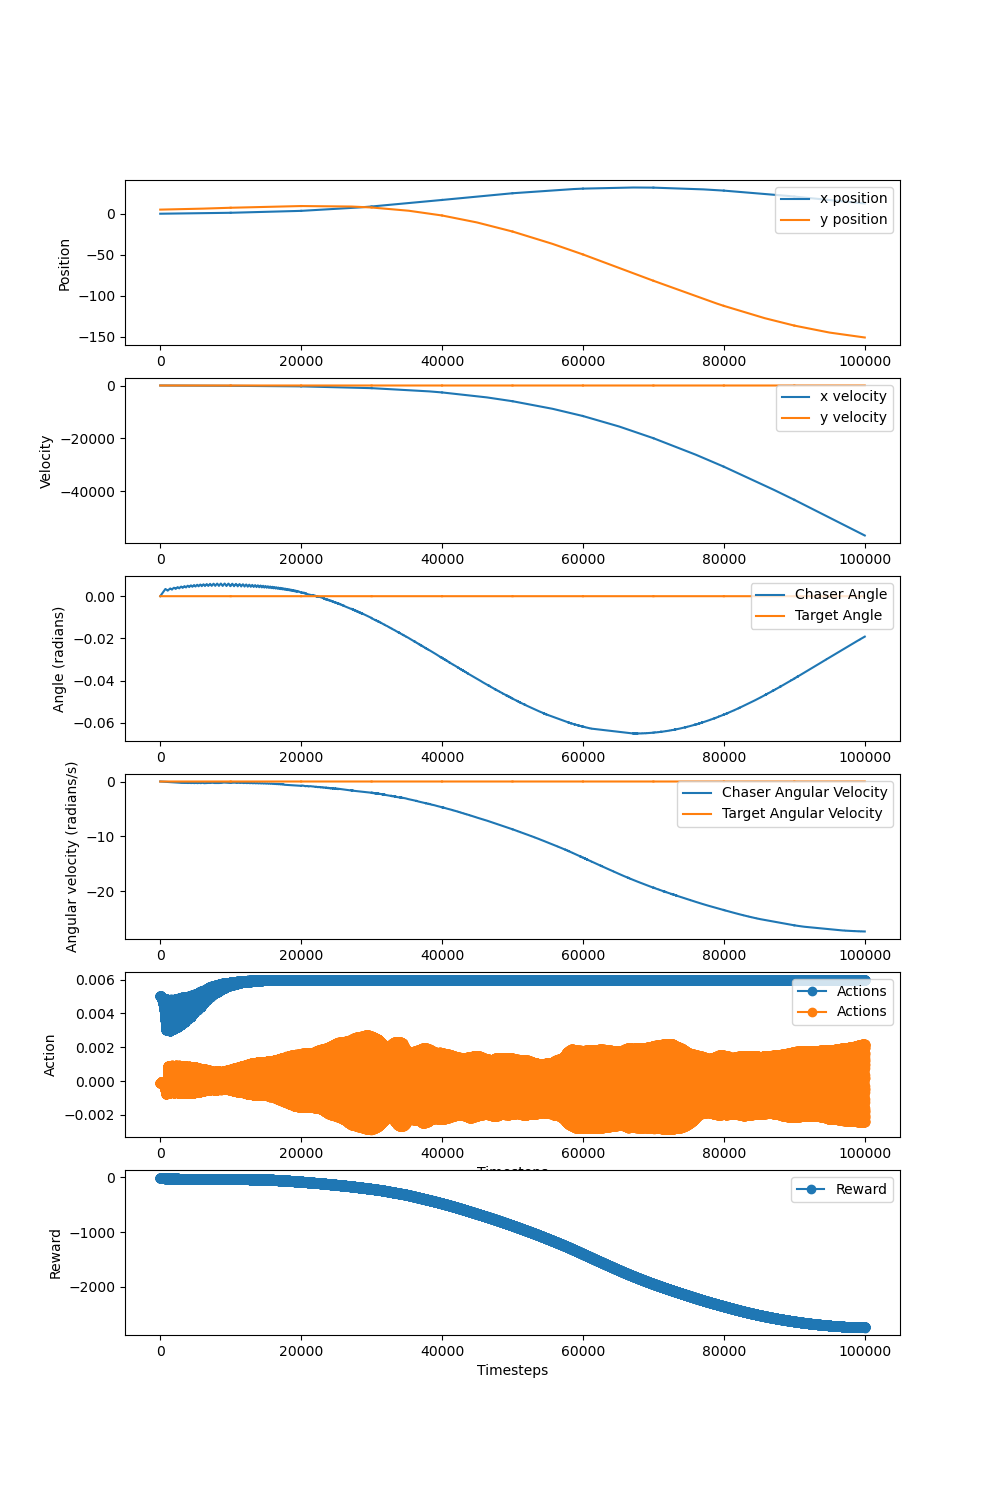 0
−50
−100
−150
Position
x position
y position
0 20000 40000 60000 80000 100000
0
−20000
−40000
Velocity
x velocity
y velocity
0 20000 40000 60000 80000 100000
0.00
−0.02
−0.04
−0.06
Angle (radians)
Chaser Angle
Target Angle
0 20000 40000 60000 80000 100000
0
−10
−20
Angular velocity (radians/s)
Chaser Angular Velocity
Target Angular Velocity
0 20000 40000 60000 80000 100000
0.006
0.004
0.002
0.000
−0.002
Action
Actions
Actions
0 20000 40000 60000 80000 100000
Timesteps
0
−1000
−2000
Reward
Reward
0 20000 40000 60000 80000 100000
Timesteps